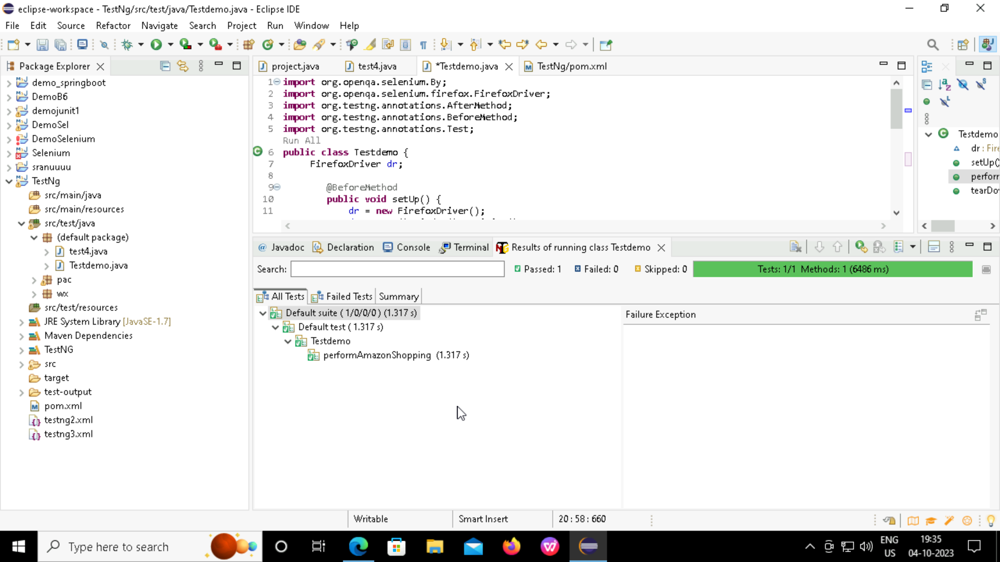 eclipse-workspace - TestNg/src/test/java/Testdemo.java - Eclipse IDE
File Edit Source Refactor Navigate Search Project Run Window Help
Package Explorer
demo_springboot
DemoB6
demojunit1
DemoSel
DemoSelenium
Selenium
sranuuuu
TestNg
src/main/java
src/main/resources
src/test/java
(default package)
test4.java
Testdemo.java
pac
wx
src/test/resources
JRE System Library [JavaSE-1.7]
Maven Dependencies
TestNG
src
target
test-output
pom.xml
testng2.xml
testng3.xml
project.java test4.java *Testdemo.java TestNg/pom.xml
1 import org.openqa.selenium.By;
2 import org.openqa.selenium.firefox.FirefoxDriver;
3 import org.testng.annotations.AfterMethod;
4 import org.testng.annotations.BeforeMethod;
5 import org.testng.annotations.Test;
Run All
6 public class Testdemo {
7 FirefoxDriver dr;
8
9 @BeforeMethod
10 public void setUp() {
11 dr = new FirefoxDriver();
Testdemo
dr : Fire
setUp()
perforr
tearDo
@ Javadoc Declaration Console Terminal Results of running class Testdemo
Search: Passed: 1 Failed: 0 Skipped: 0 Tests: 1/1 Methods: 1 (6486 ms)
All Tests Failed Tests Summary
Default suite ( 1/0/0/0 ) (1.317 s)
Default test ( 1.317 s)
Testdemo
performAmazonShopping (1.317 s)
Failure Exception
Writable Smart Insert 20 : 58 : 660
Type here to search
ENG
US
19:35
04-10-2023